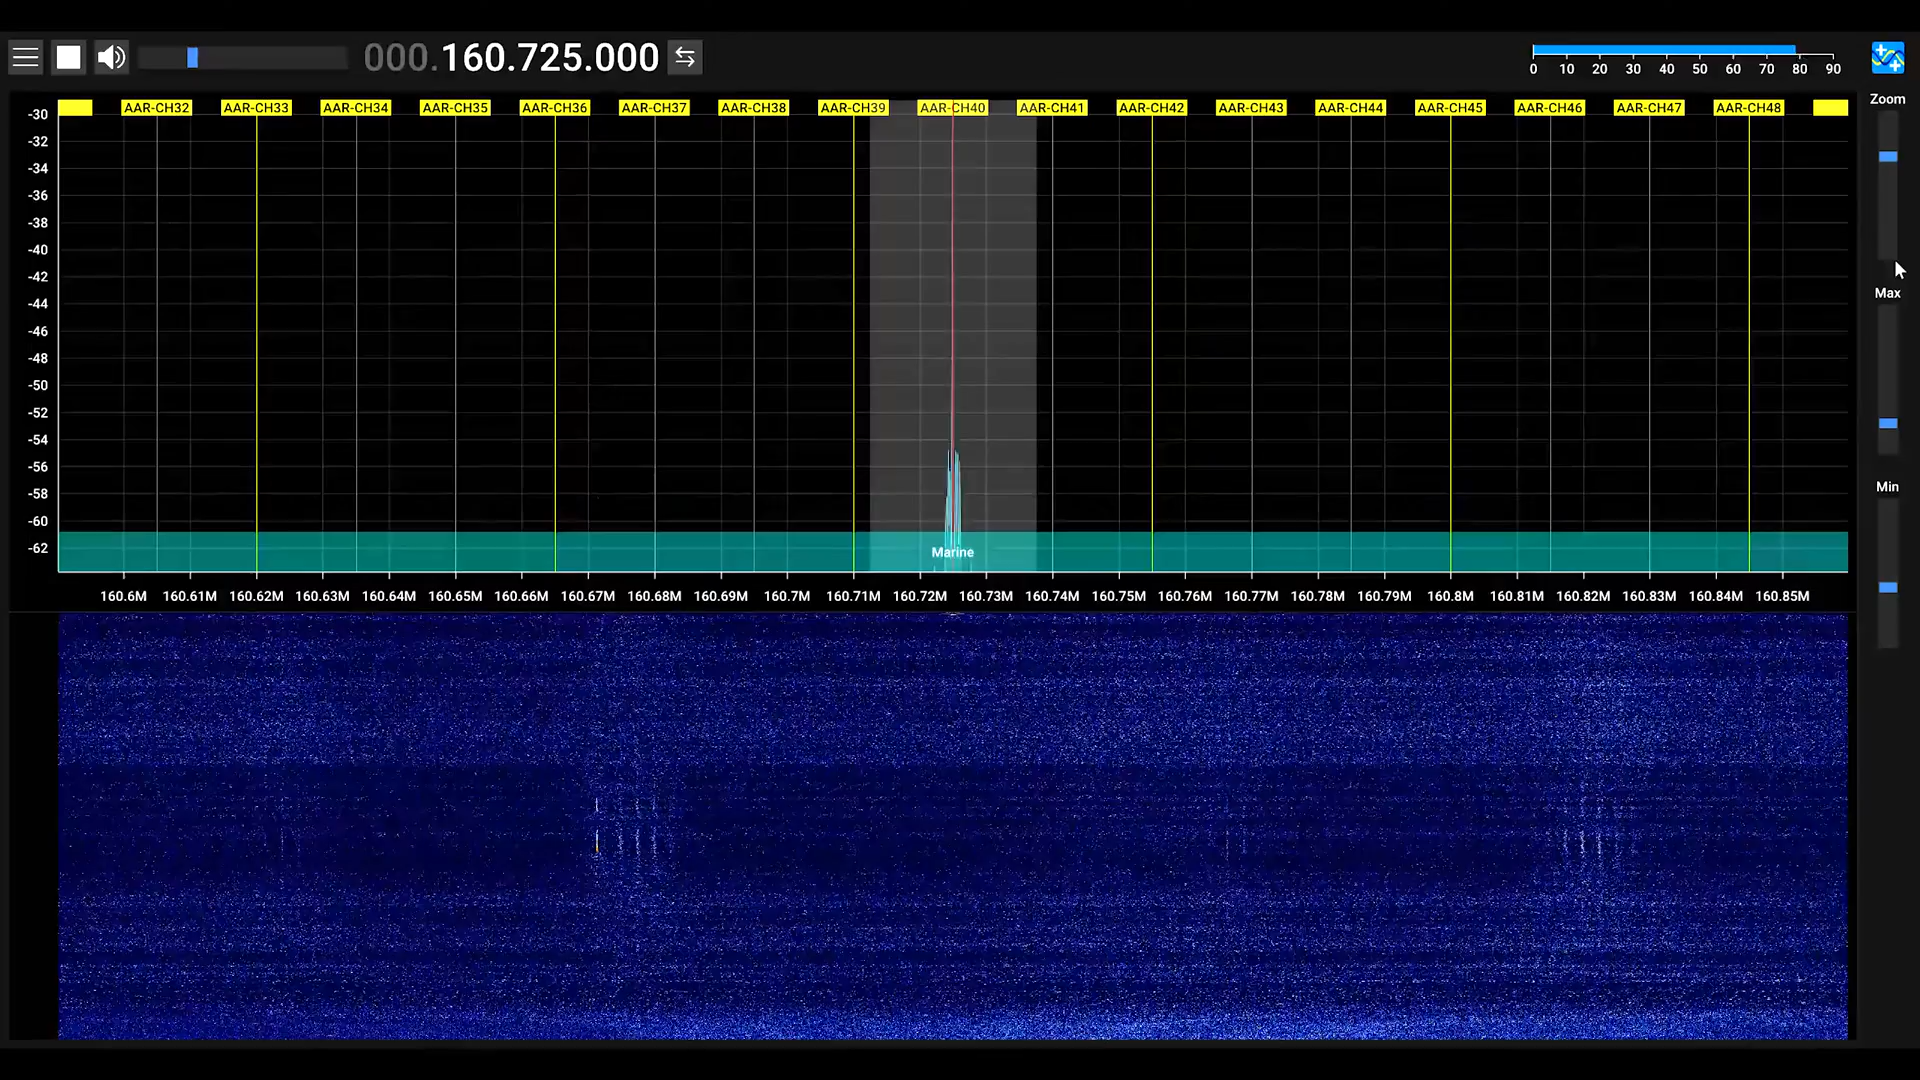 000.160.725.000
0 10 20 30 40 50 60 70 80 90
Zoom
AAR-CH32 AAR-CH33 AAR-CH34 AAR-CH35 AAR-CH36 AAR-CH37 AAR-CH38 AAR-CH39 AAR-CH40 AAR-CH41 AAR-CH42 AAR-CH43 AAR-CH44 AAR-CH45 AAR-CH46 AAR-CH47 AAR-CH48
-30
-32
-34
-36
-38
-40
-42
-44
-46
-48
-50
-52
-54
-56
-58
-60
-62
Max
Min
Marine
160.6M 160.61M 160.62M 160.63M 160.64M 160.65M 160.66M 160.67M 160.68M 160.69M 160.7M 160.71M 160.72M 160.73M 160.74M 160.75M 160.76M 160.77M 160.78M 160.79M 160.8M 160.81M 160.82M 160.83M 160.84M 160.85M